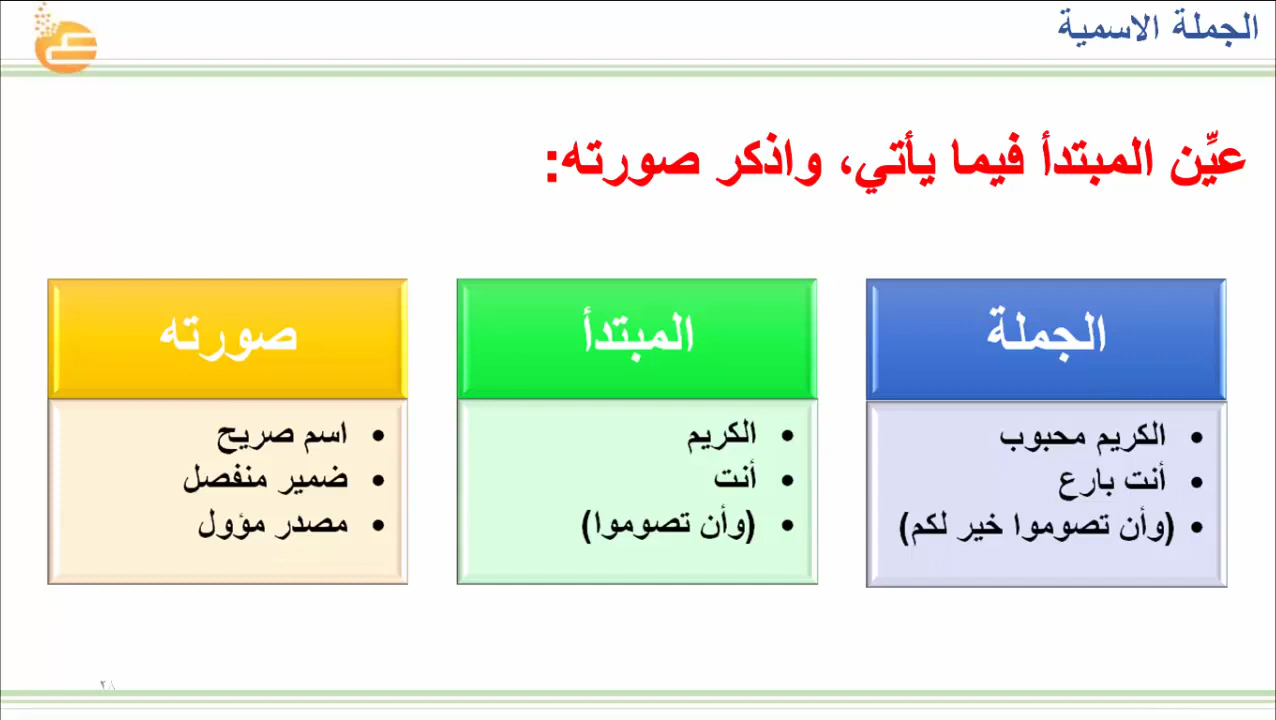 الجملة الاسمية
عيِّن المبتدأ فيما يأتي، واذكر صورته:
الجملة
• الكريم محبوب
• أنت بارع
• (وأن تصوموا خير لكم)
المبتدأ
• الكريم
• أنت
• (وأن تصوموا)
صورته
• اسم صريح
• ضمير منفصل
• مصدر مؤول
٢٨